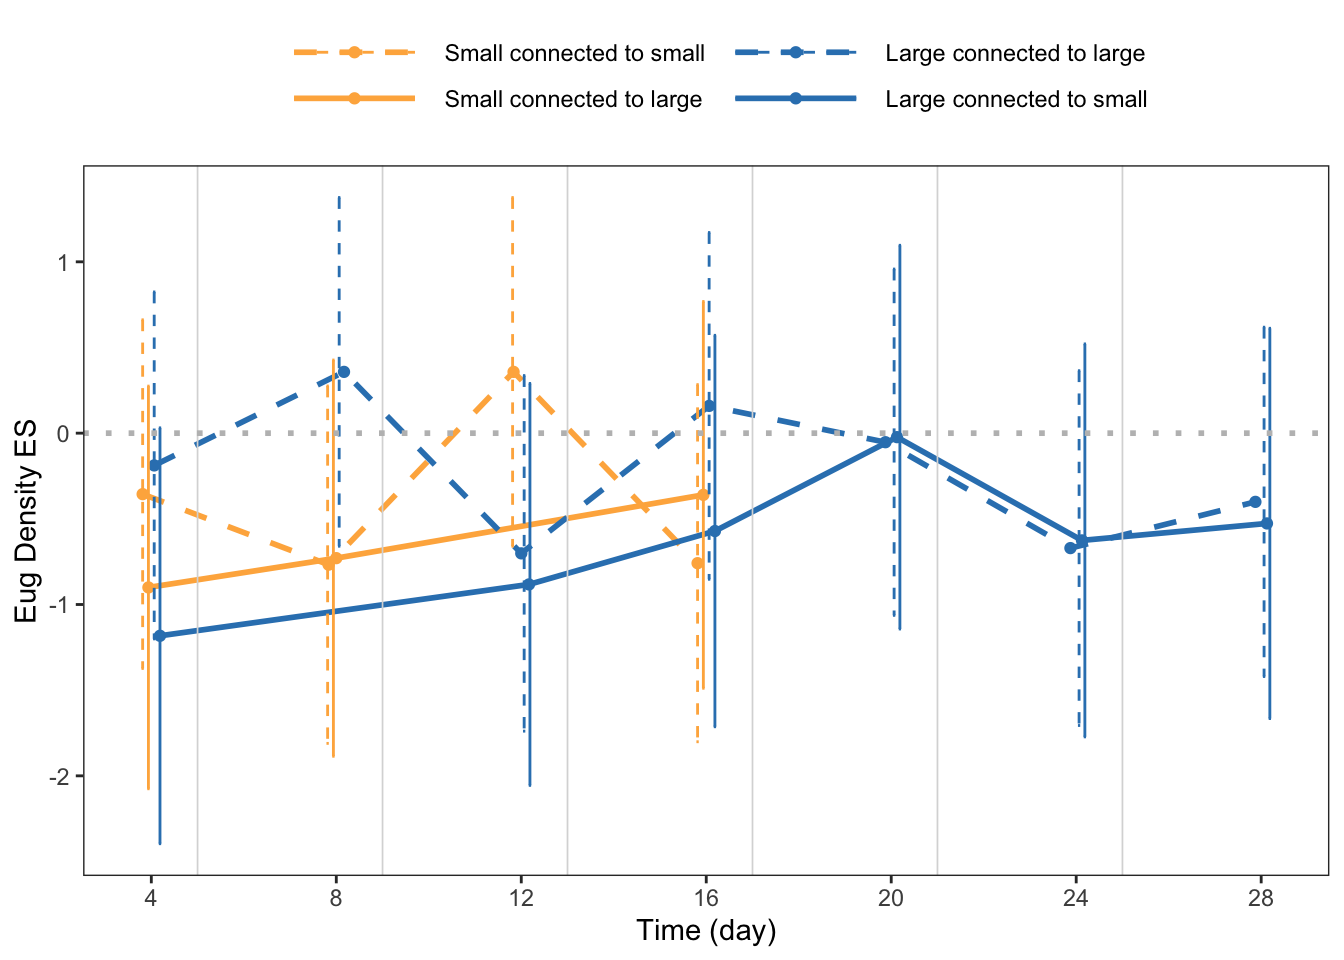 Small connected to small Large connected to large
Small connected to large Large connected to small
Eug Density ES
1
0
-1
-2
4 8 12 16 20 24 28
Time (day)